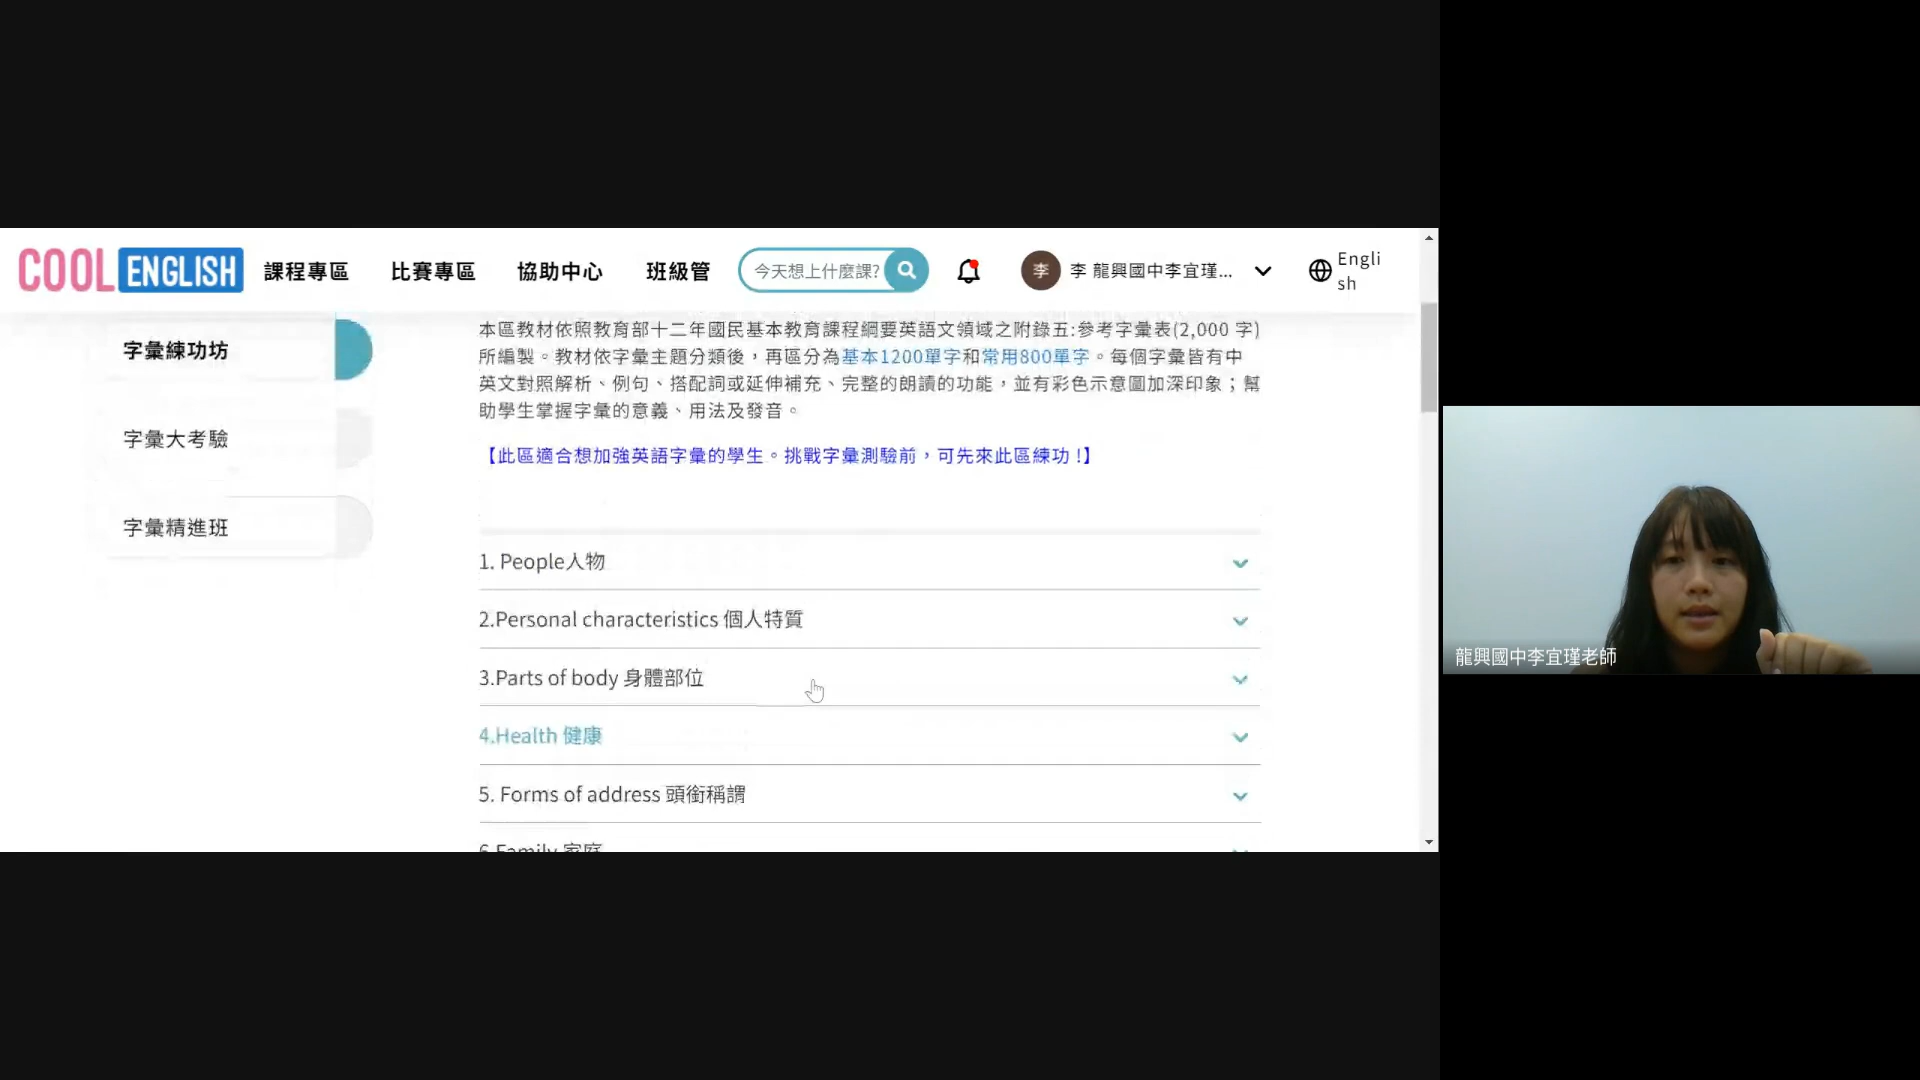 COOL ENGLISH 課程專區 比賽專區 協助中心 班級管 今天想上什麼課? 李 李 龍興國中李宜瑾... Engli
sh
字彙練功坊
字彙大考驗
字彙精進班
本區教材依照教育部十二年國民基本教育課程綱要英語文領域之附錄五:參考字彙表(2,000 字)
所編製。教材依字彙主題分類後，再區分為基本1200單字和常用800單字。每個字彙皆有中
英文對照解析、例句、搭配詞或延伸補充、完整的朗讀的功能，並有彩色示意圖加深印象；幫
助學生掌握字彙的意義、用法及發音。
【此區適合想加強英語字彙的學生。挑戰字彙測驗前，可先來此區練功！】
1. People人物
2.Personal characteristics 個人特質
3.Parts of body 身體部位
4.Health 健康
5. Forms of address 頭銜稱謂
6.Family 家庭
龍興國中李宜瑾老師